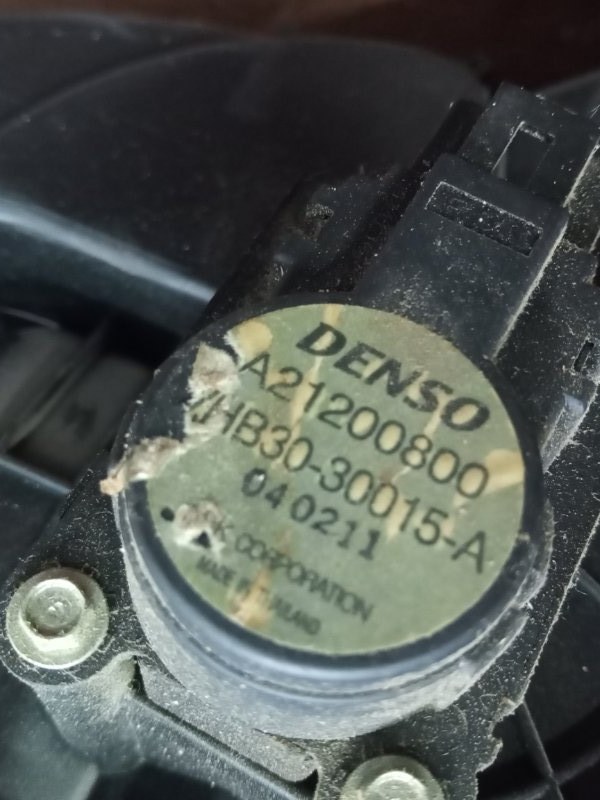 DENSO
A21200800
HB30-30015-A
040211
CORPORATION
MADE IN THAILAND